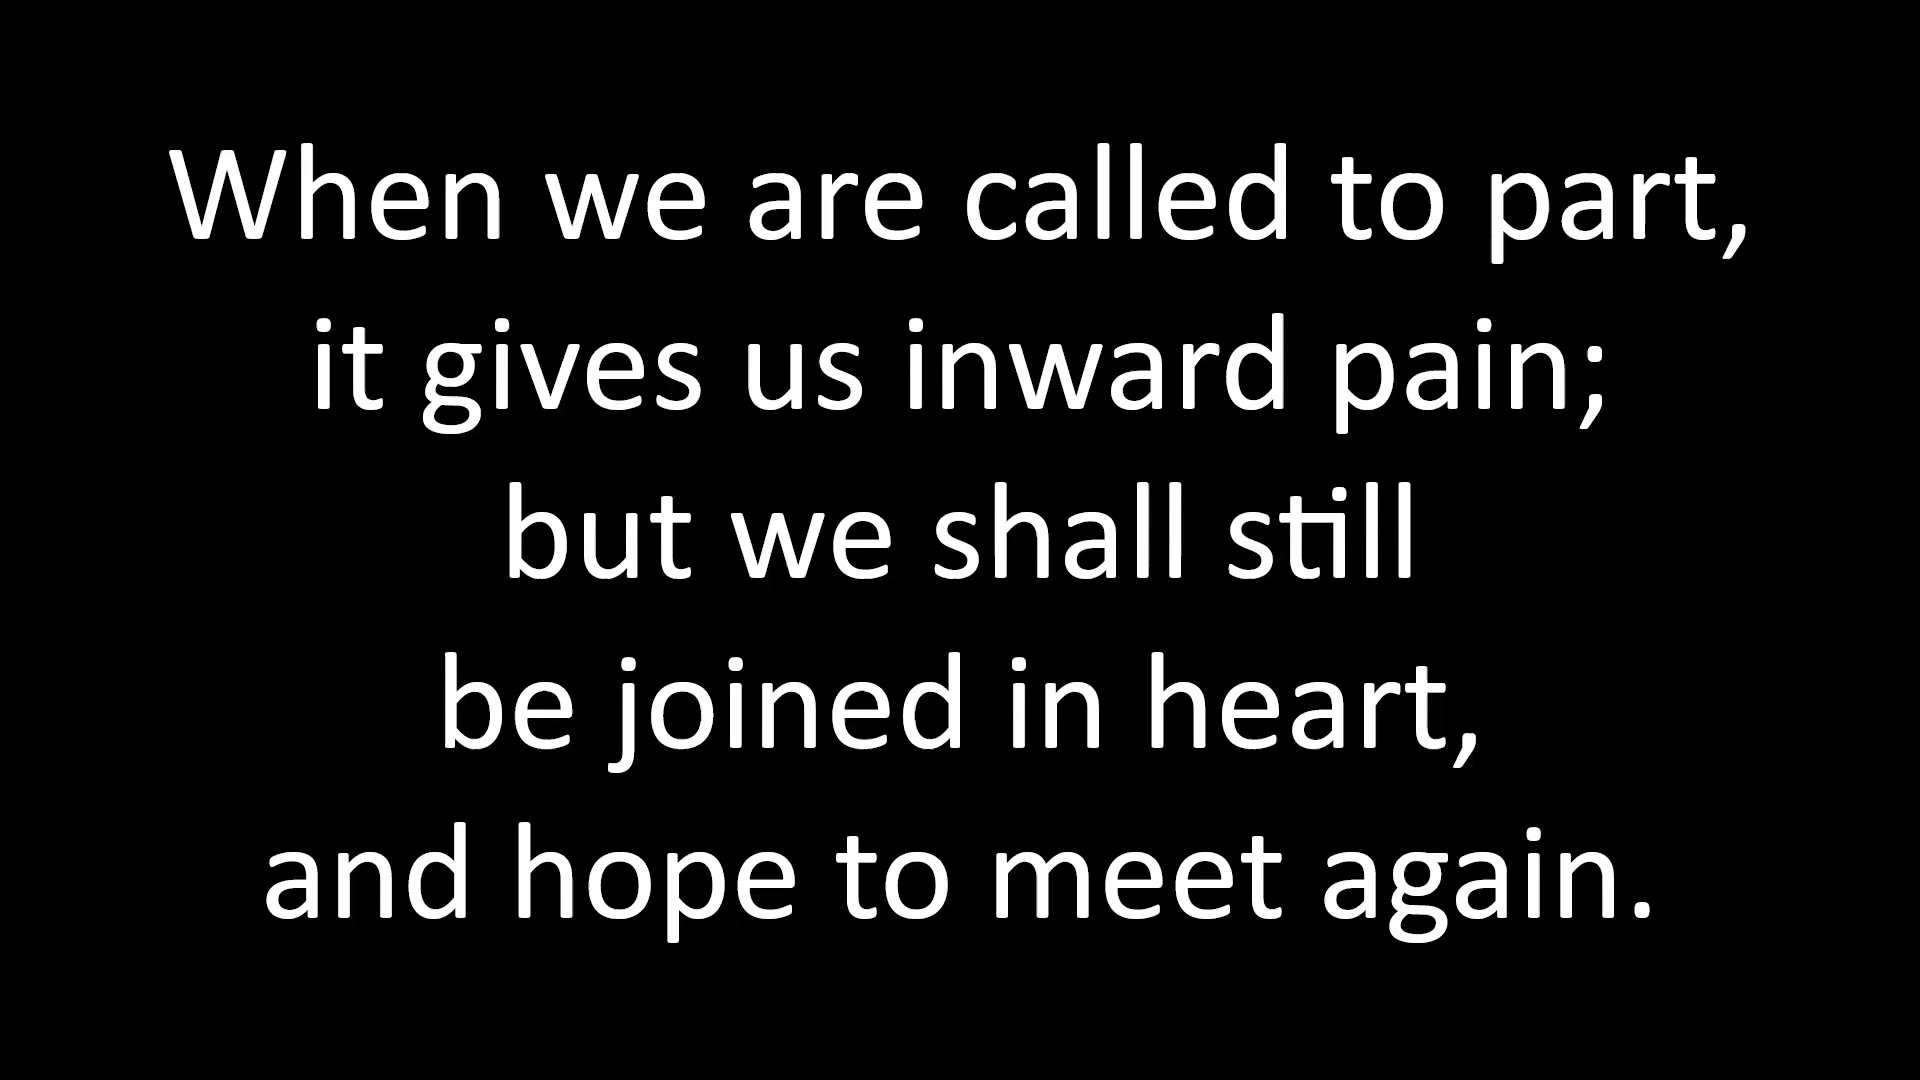 When we are called to part,
it gives us inward pain;
but we shall still
be joined in heart,
and hope to meet again.